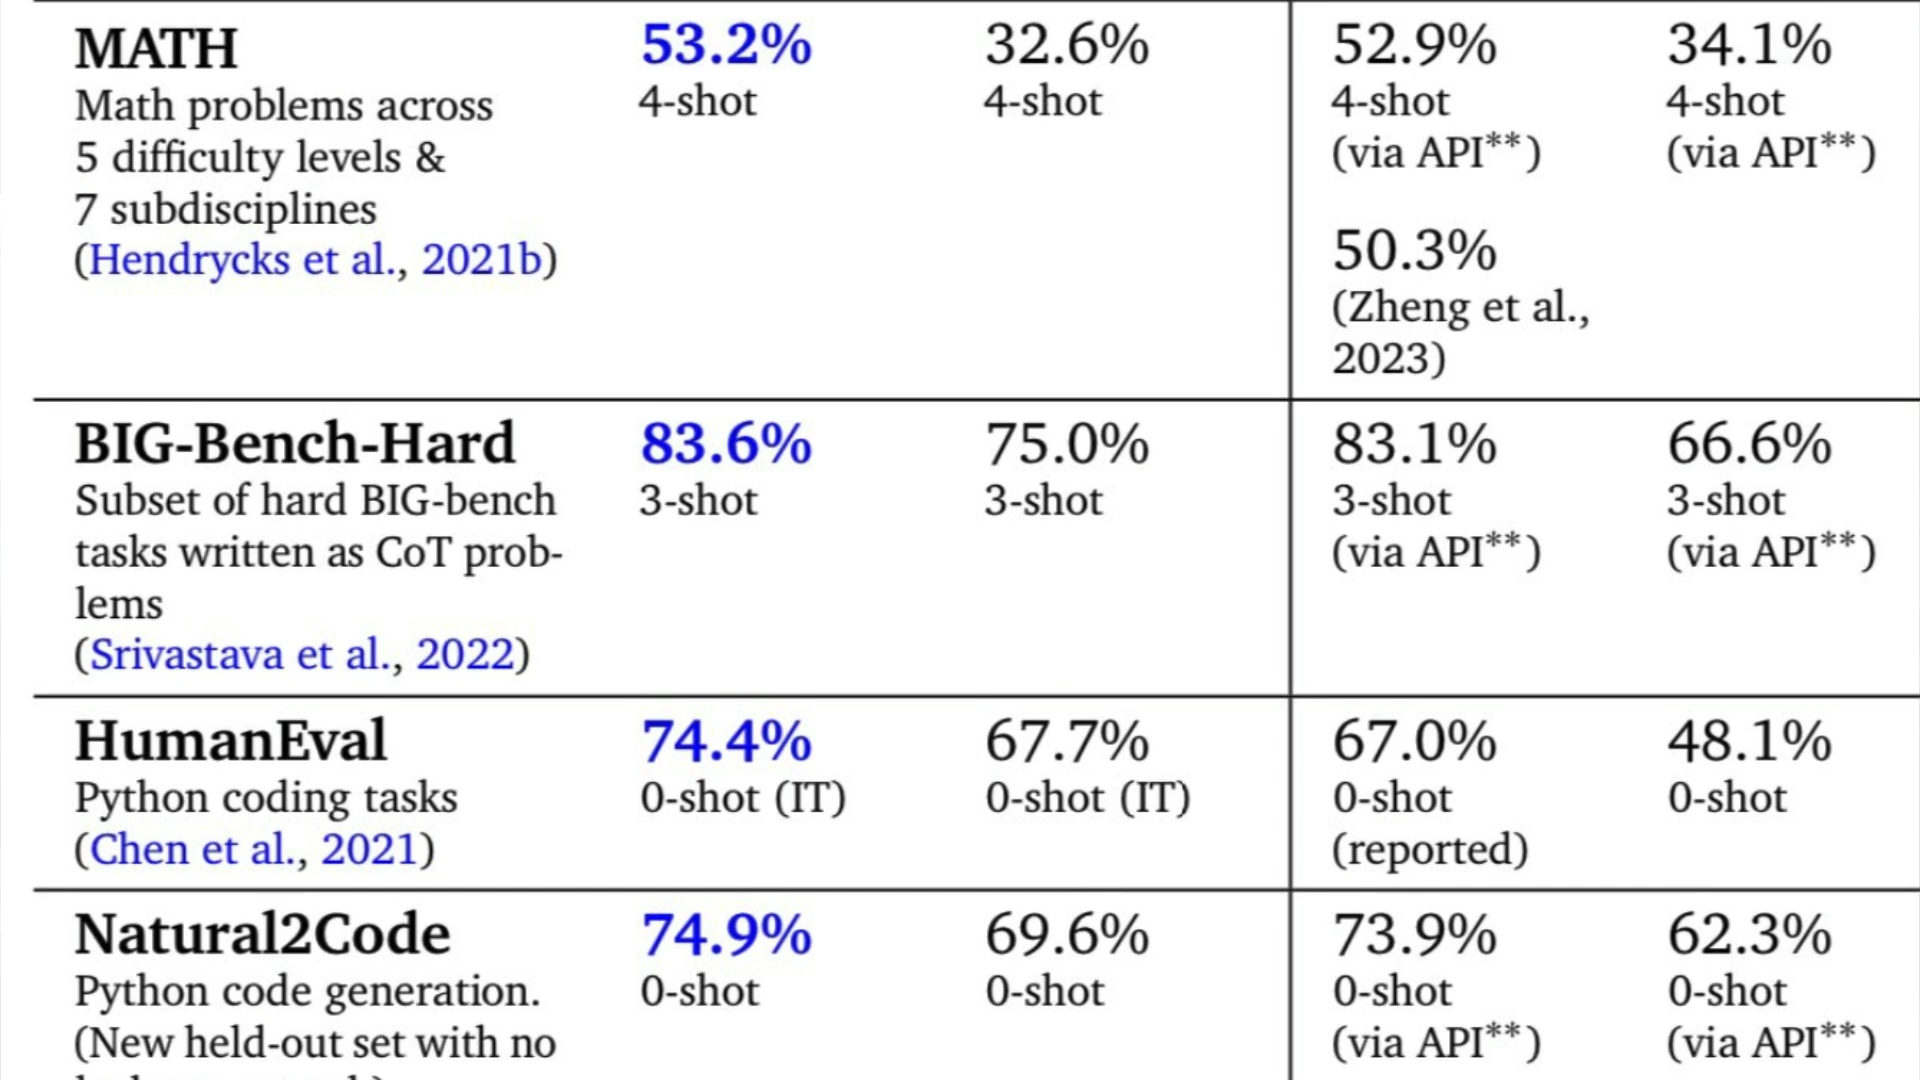 MATH 53.2% 32.6% 52.9% 34.1%
Math problems across 4-shot 4-shot 4-shot 4-shot
5 difficulty levels & (via API**) (via API**)
7 subdisciplines
(Hendrycks et al., 2021b) 50.3%
(Zheng et al.,
2023)
BIG-Bench-Hard 83.6% 75.0% 83.1% 66.6%
Subset of hard BIG-bench 3-shot 3-shot 3-shot 3-shot
tasks written as CoT prob- (via API**) (via API**)
lems
(Srivastava et al., 2022)
HumanEval 74.4% 67.7% 67.0% 48.1%
Python coding tasks 0-shot (IT) 0-shot (IT) 0-shot 0-shot
(Chen et al., 2021) (reported)
Natural2Code 74.9% 69.6% 73.9% 62.3%
Python code generation. 0-shot 0-shot 0-shot 0-shot
(New held-out set with no (via API**) (via API**)